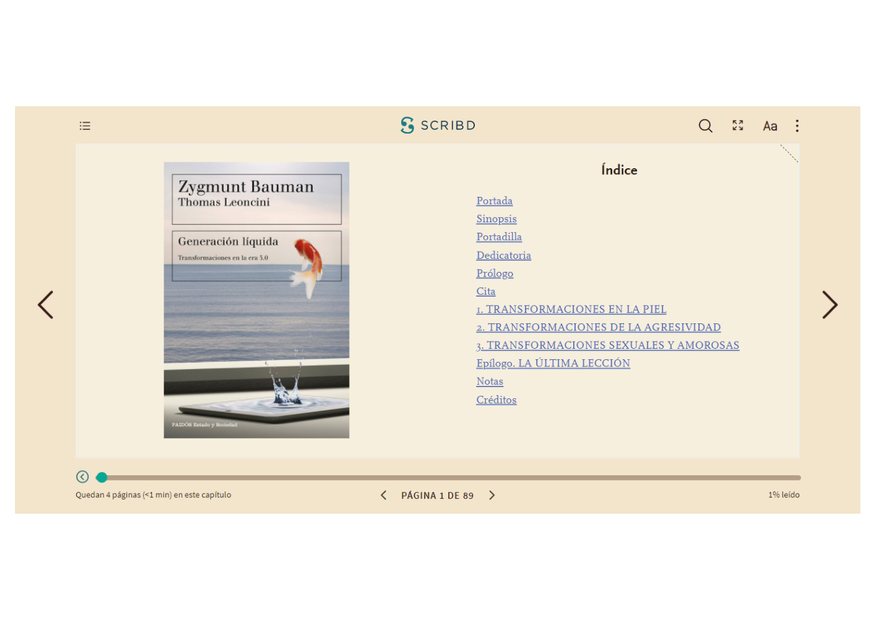 SCRIBD
Aa
Zygmunt Bauman
Thomas Leoncini
Generación líquida
Transformaciones en la era 3.0
PAIDÓS Estado y Sociedad
Índice
Portada
Sinopsis
Portadilla
Dedicatoria
Prólogo
Cita
1. TRANSFORMACIONES EN LA PIEL
2. TRANSFORMACIONES DE LA AGRESIVIDAD
3. TRANSFORMACIONES SEXUALES Y AMOROSAS
Epílogo. LA ÚLTIMA LECCIÓN
Notas
Créditos
Quedan 4 páginas (<1 min) en este capítulo
PÁGINA 1 DE 89
1% leído